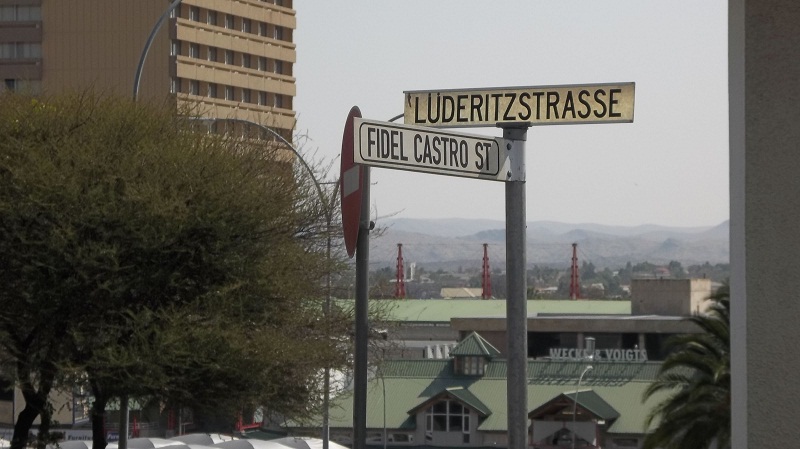 LÜDERITZSTRASSE
FIDEL CASTRO ST
WECKE & VOIGTS